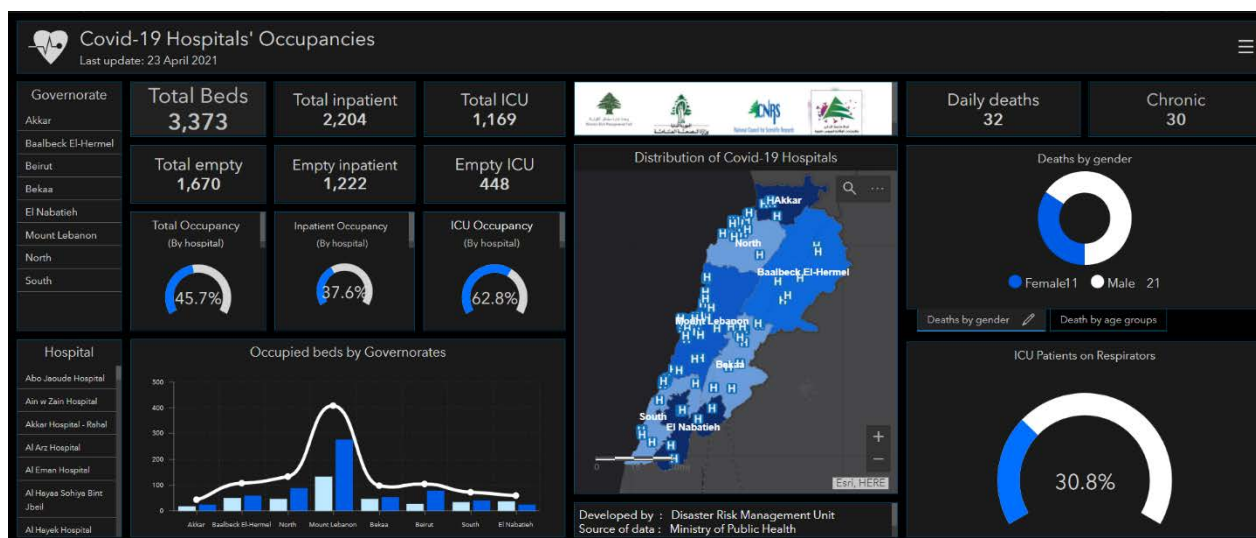 Covid-19 Hospitals' Occupancies
Last update: 23 April 2021
Governorate
Akkar
Baalbeck El-Hermel
Beirut
Bekaa
El Nabatieh
Mount Lebanon
North
South
Total Beds
3,373
Total inpatient
2,204
Total ICU
1,169
Total empty
1,670
Empty inpatient
1,222
Empty ICU
448
Total Occupancy
(By hospital)
45.7%
Inpatient Occupancy
(By hospital)
37.6%
ICU Occupancy
(By hospital)
62.8%
CNRS
National Council for Scientific Research
Daily deaths
32
Chronic
30
Distribution of Covid-19 Hospitals
Akkar
North
Baalbeck El-Hermel
Mount Lebanon
Bekaa
South
El Nabatieh
Esri, HERE
Deaths by gender
Female 11 Male 21
Deaths by gender
Death by age groups
ICU Patients on Respirators
30.8%
Hospital
Abo Jaoude Hospital
Ain w Zain Hospital
Akkar Hospital - Rahal
Al Arz Hospital
Al Eman Hospital
Al Hayaa Sohiya Bint
Jbeil
Al Hayek Hospital
Occupied beds by Governorates
500
400
300
200
100
0
Akkar Baalbeck El-Hermel North Mount Lebanon Bekaa Beirut South El Nabatieh
Developed by : Disaster Risk Management Unit
Source of data : Ministry of Public Health